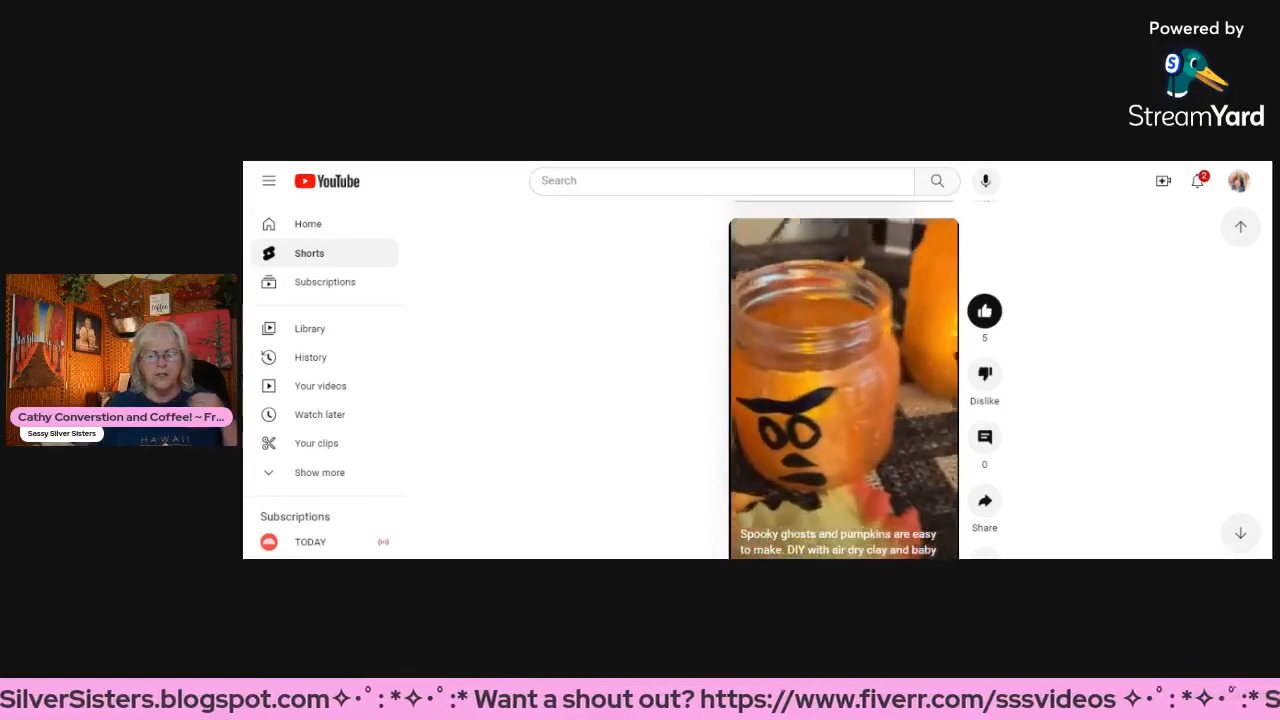 Powered by
StreamYard
YouTube
Search
2
Home
Shorts
Subscriptions
Library
History
Your videos
Watch later
Your clips
Show more
Subscriptions
TODAY
5
Dislike
0
Share
Spooky ghosts and pumpkins are easy
to make. DIY with air dry clay and baby
coffee
HAWAII
Cathy Converstion and Coffee! ~ Fr...
Sassy Silver Sisters
SilverSisters.blogspot.com✧･ﾟ: *✧･ﾟ:* Want a shout out? https://www.fiverr.com/sssvideos ✧･ﾟ: *✧･ﾟ:* S